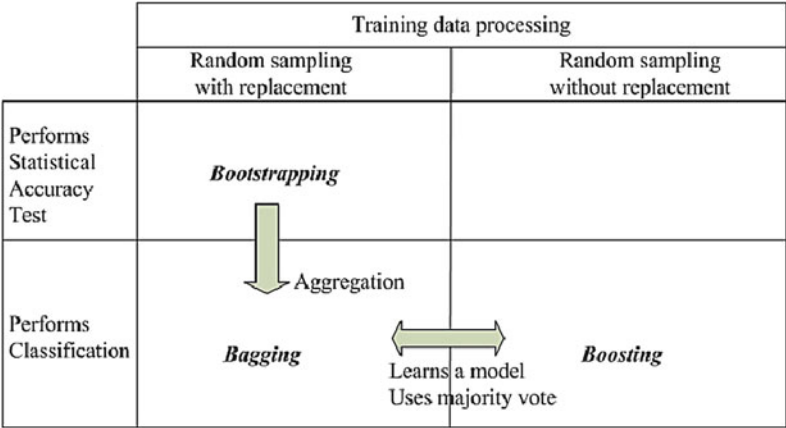 Training data processing
Random sampling
with replacement
Random sampling
without replacement
Performs
Statistical
Accuracy
Test
Bootstrapping
Aggregation
Performs
Classification
Bagging
Learns a model
Uses majority vote
Boosting